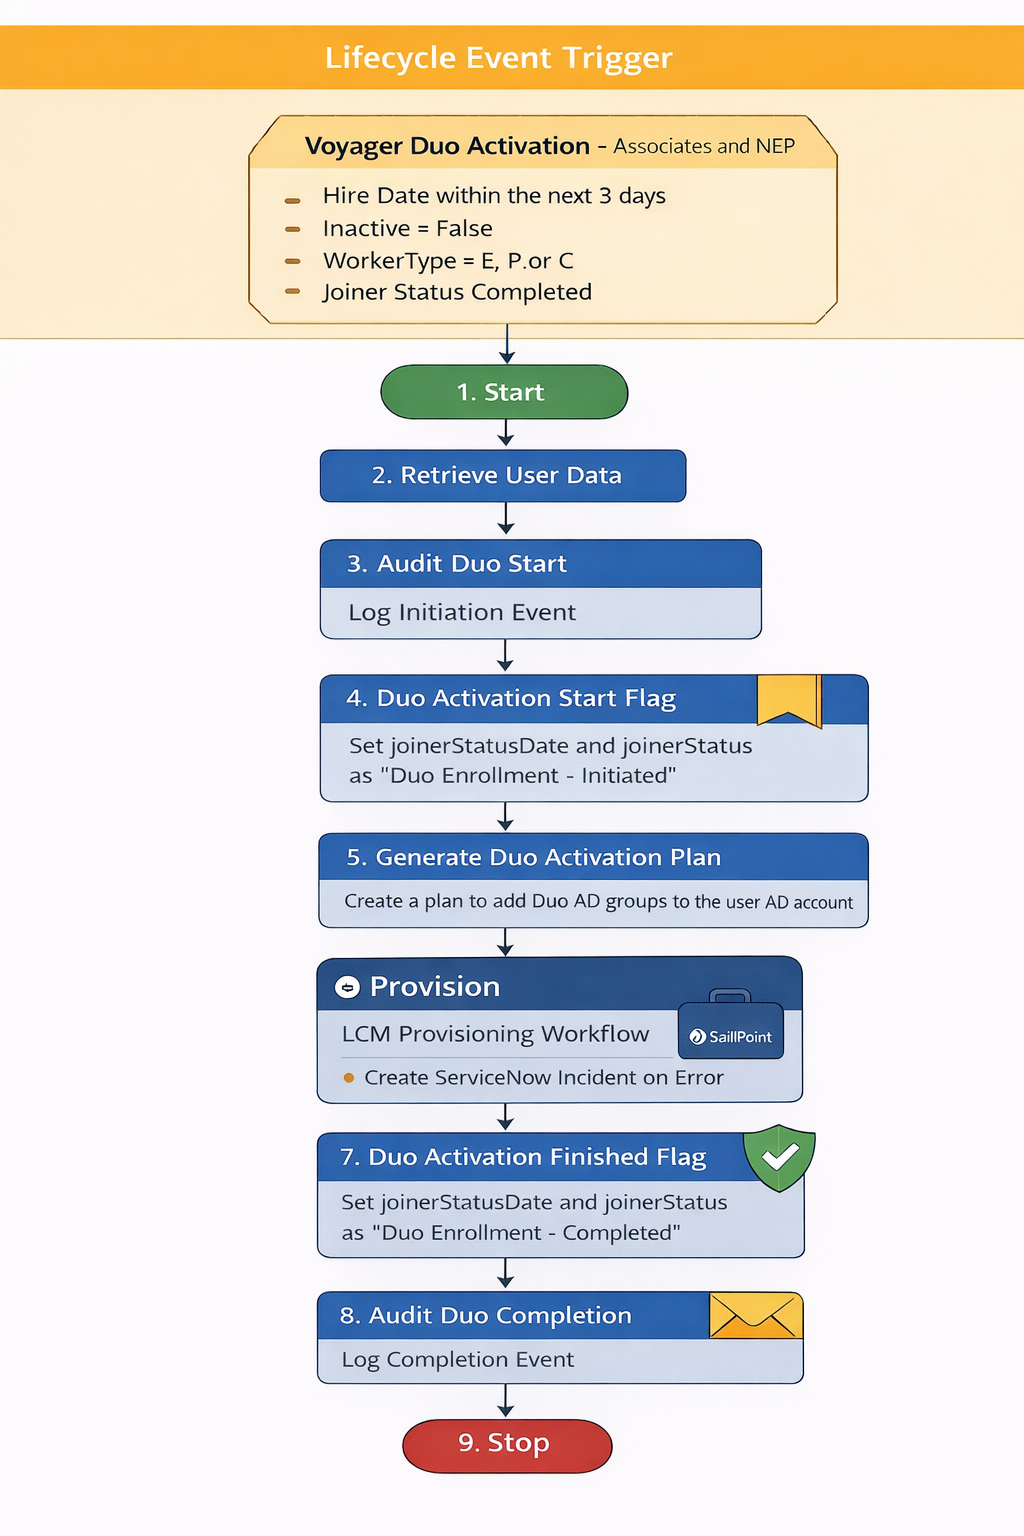 Lifecycle Event Trigger
Voyager Duo Activation – Associates and NEP
Hire Date within the next 3 days
Inactive = False
WorkerType = E, P.or C
Joiner Status Completed
1. Start
2. Retrieve User Data
3. Audit Duo Start
Log Initiation Event
4. Duo Activation Start Flag
Set joinerStatusDate and joinerStatus
as "Duo Enrollment - Initiated"
5. Generate Duo Activation Plan
Create a plan to add Duo AD groups to the user AD account
Provision
LCM Provisioning Workflow
SaillPoint
Create ServiceNow Incident on Error
7. Duo Activation Finished Flag
Set joinerStatusDate and joinerStatus
as "Duo Enrollment - Completed"
8. Audit Duo Completion
Log Completion Event
9. Stop